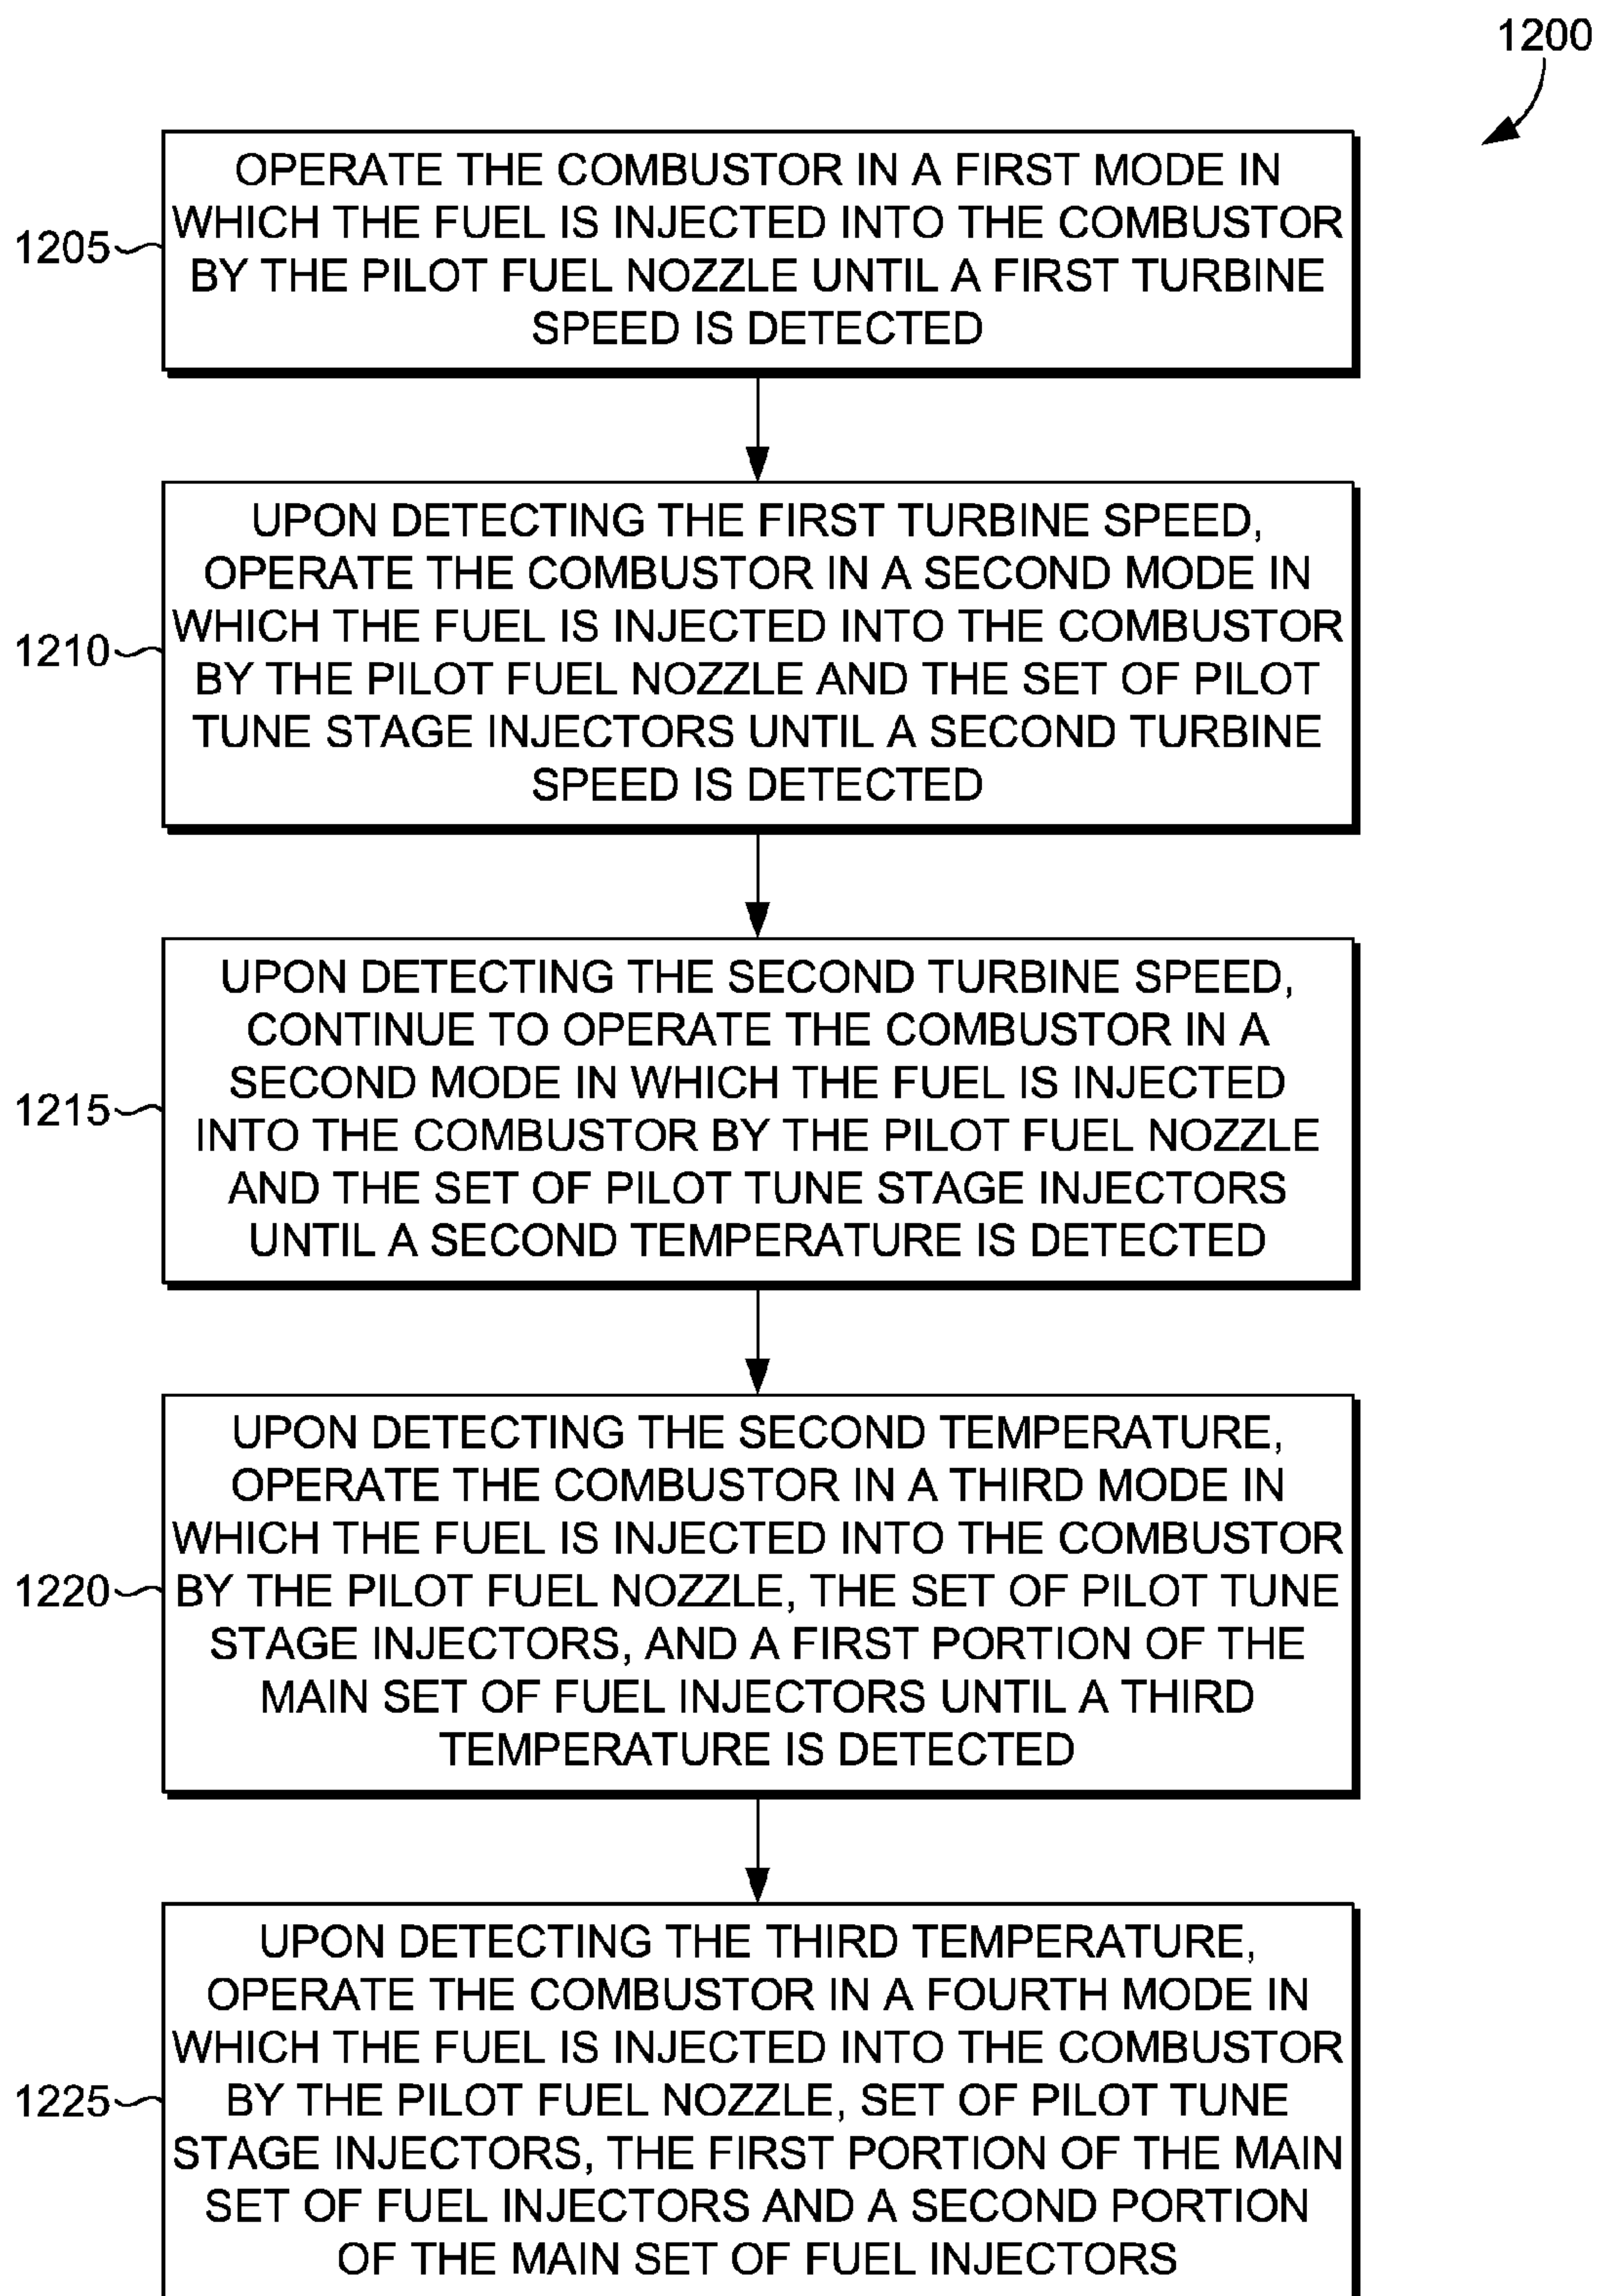 1200
OPERATE THE COMBUSTOR IN A FIRST MODE IN
WHICH THE FUEL IS INJECTED INTO THE COMBUSTOR
BY THE PILOT FUEL NOZZLE UNTIL A FIRST TURBINE
SPEED IS DETECTED
1205
UPON DETECTING THE FIRST TURBINE SPEED,
OPERATE THE COMBUSTOR IN A SECOND MODE IN
WHICH THE FUEL IS INJECTED INTO THE COMBUSTOR
BY THE PILOT FUEL NOZZLE AND THE SET OF PILOT
TUNE STAGE INJECTORS UNTIL A SECOND TURBINE
SPEED IS DETECTED
1210
UPON DETECTING THE SECOND TURBINE SPEED,
CONTINUE TO OPERATE THE COMBUSTOR IN A
SECOND MODE IN WHICH THE FUEL IS INJECTED
INTO THE COMBUSTOR BY THE PILOT FUEL NOZZLE
AND THE SET OF PILOT TUNE STAGE INJECTORS
UNTIL A SECOND TEMPERATURE IS DETECTED
1215
UPON DETECTING THE SECOND TEMPERATURE,
OPERATE THE COMBUSTOR IN A THIRD MODE IN
WHICH THE FUEL IS INJECTED INTO THE COMBUSTOR
BY THE PILOT FUEL NOZZLE, THE SET OF PILOT TUNE
STAGE INJECTORS, AND A FIRST PORTION OF THE
MAIN SET OF FUEL INJECTORS UNTIL A THIRD
TEMPERATURE IS DETECTED
1220
UPON DETECTING THE THIRD TEMPERATURE,
OPERATE THE COMBUSTOR IN A FOURTH MODE IN
WHICH THE FUEL IS INJECTED INTO THE COMBUSTOR
BY THE PILOT FUEL NOZZLE, SET OF PILOT TUNE
STAGE INJECTORS, THE FIRST PORTION OF THE MAIN
SET OF FUEL INJECTORS AND A SECOND PORTION
OF THE MAIN SET OF FUEL INJECTORS
1225